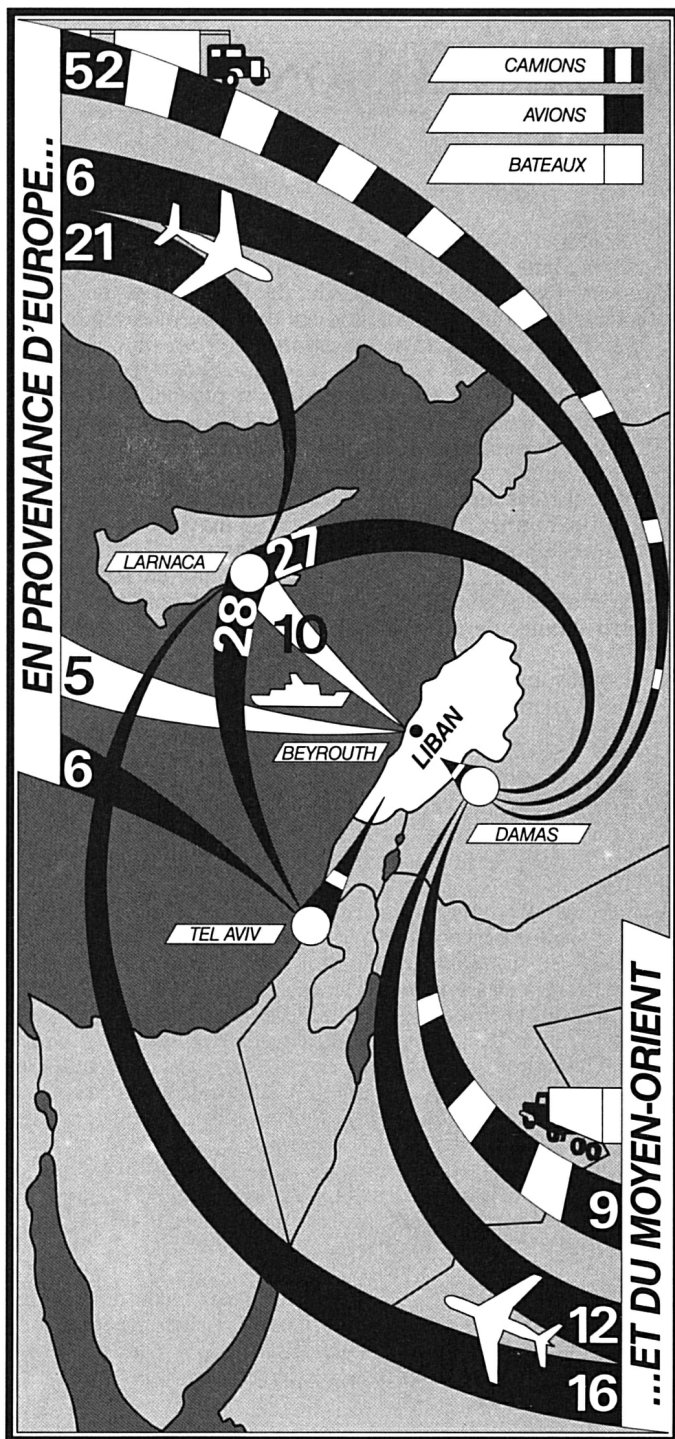 EN PROVENANCE D'EUROPE...
52
6
21
5
6
CAMIONS
AVIONS
BATEAUX
LARNACA
27
28
10
BEYROUTH
LIBAN
DAMAS
TEL AVIV
...ET DU MOYEN-ORIENT
9
12
16